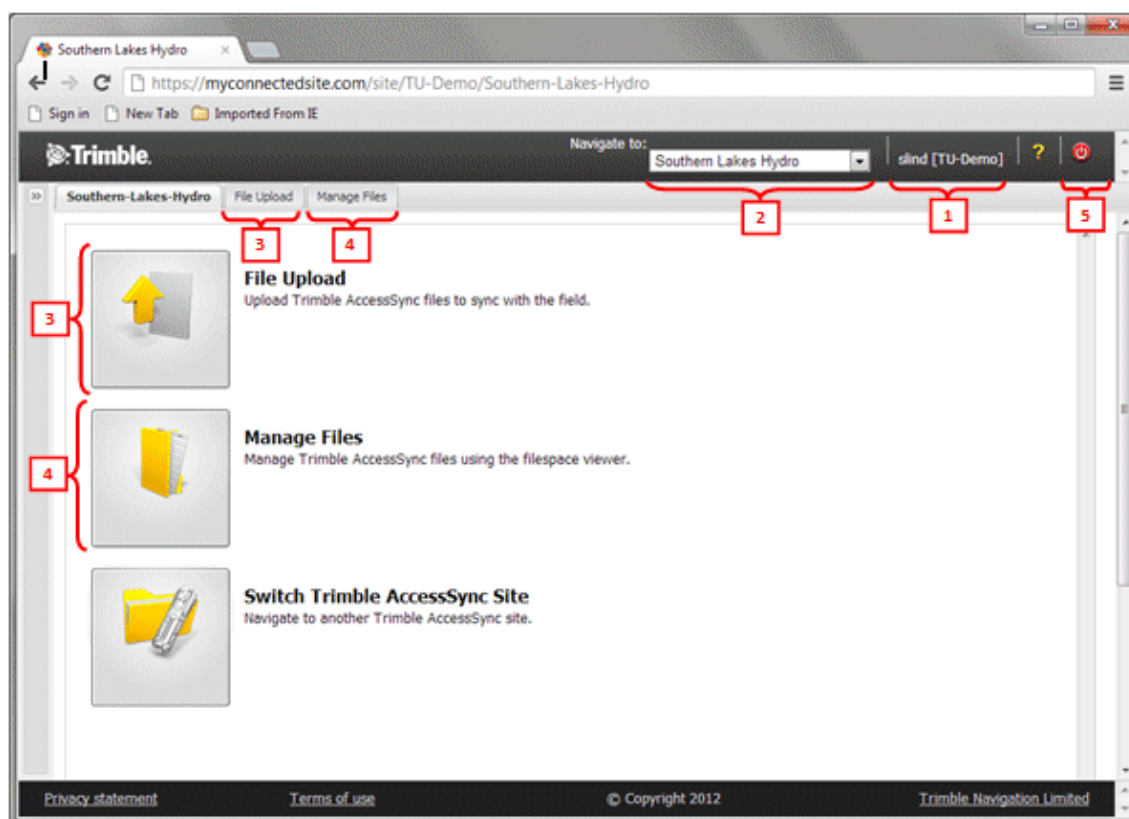 Southern Lakes Hydro
https://myconnectedsite.com/site/TU-Demo/Southern-Lakes-Hydro
Sign in New Tab Imported From IE
Trimble. Navigate to: Southern Lakes Hydro slind [TU-Demo] ?
Southern-Lakes-Hydro File Upload Manage Files
2 1 5
3 4
File Upload
Upload Trimble AccessSync files to sync with the field.
3
Manage Files
Manage Trimble AccessSync files using the filespace viewer.
4
Switch Trimble AccessSync Site
Navigate to another Trimble AccessSync site.
Privacy statement Terms of use © Copyright 2012 Trimble Navigation Limited